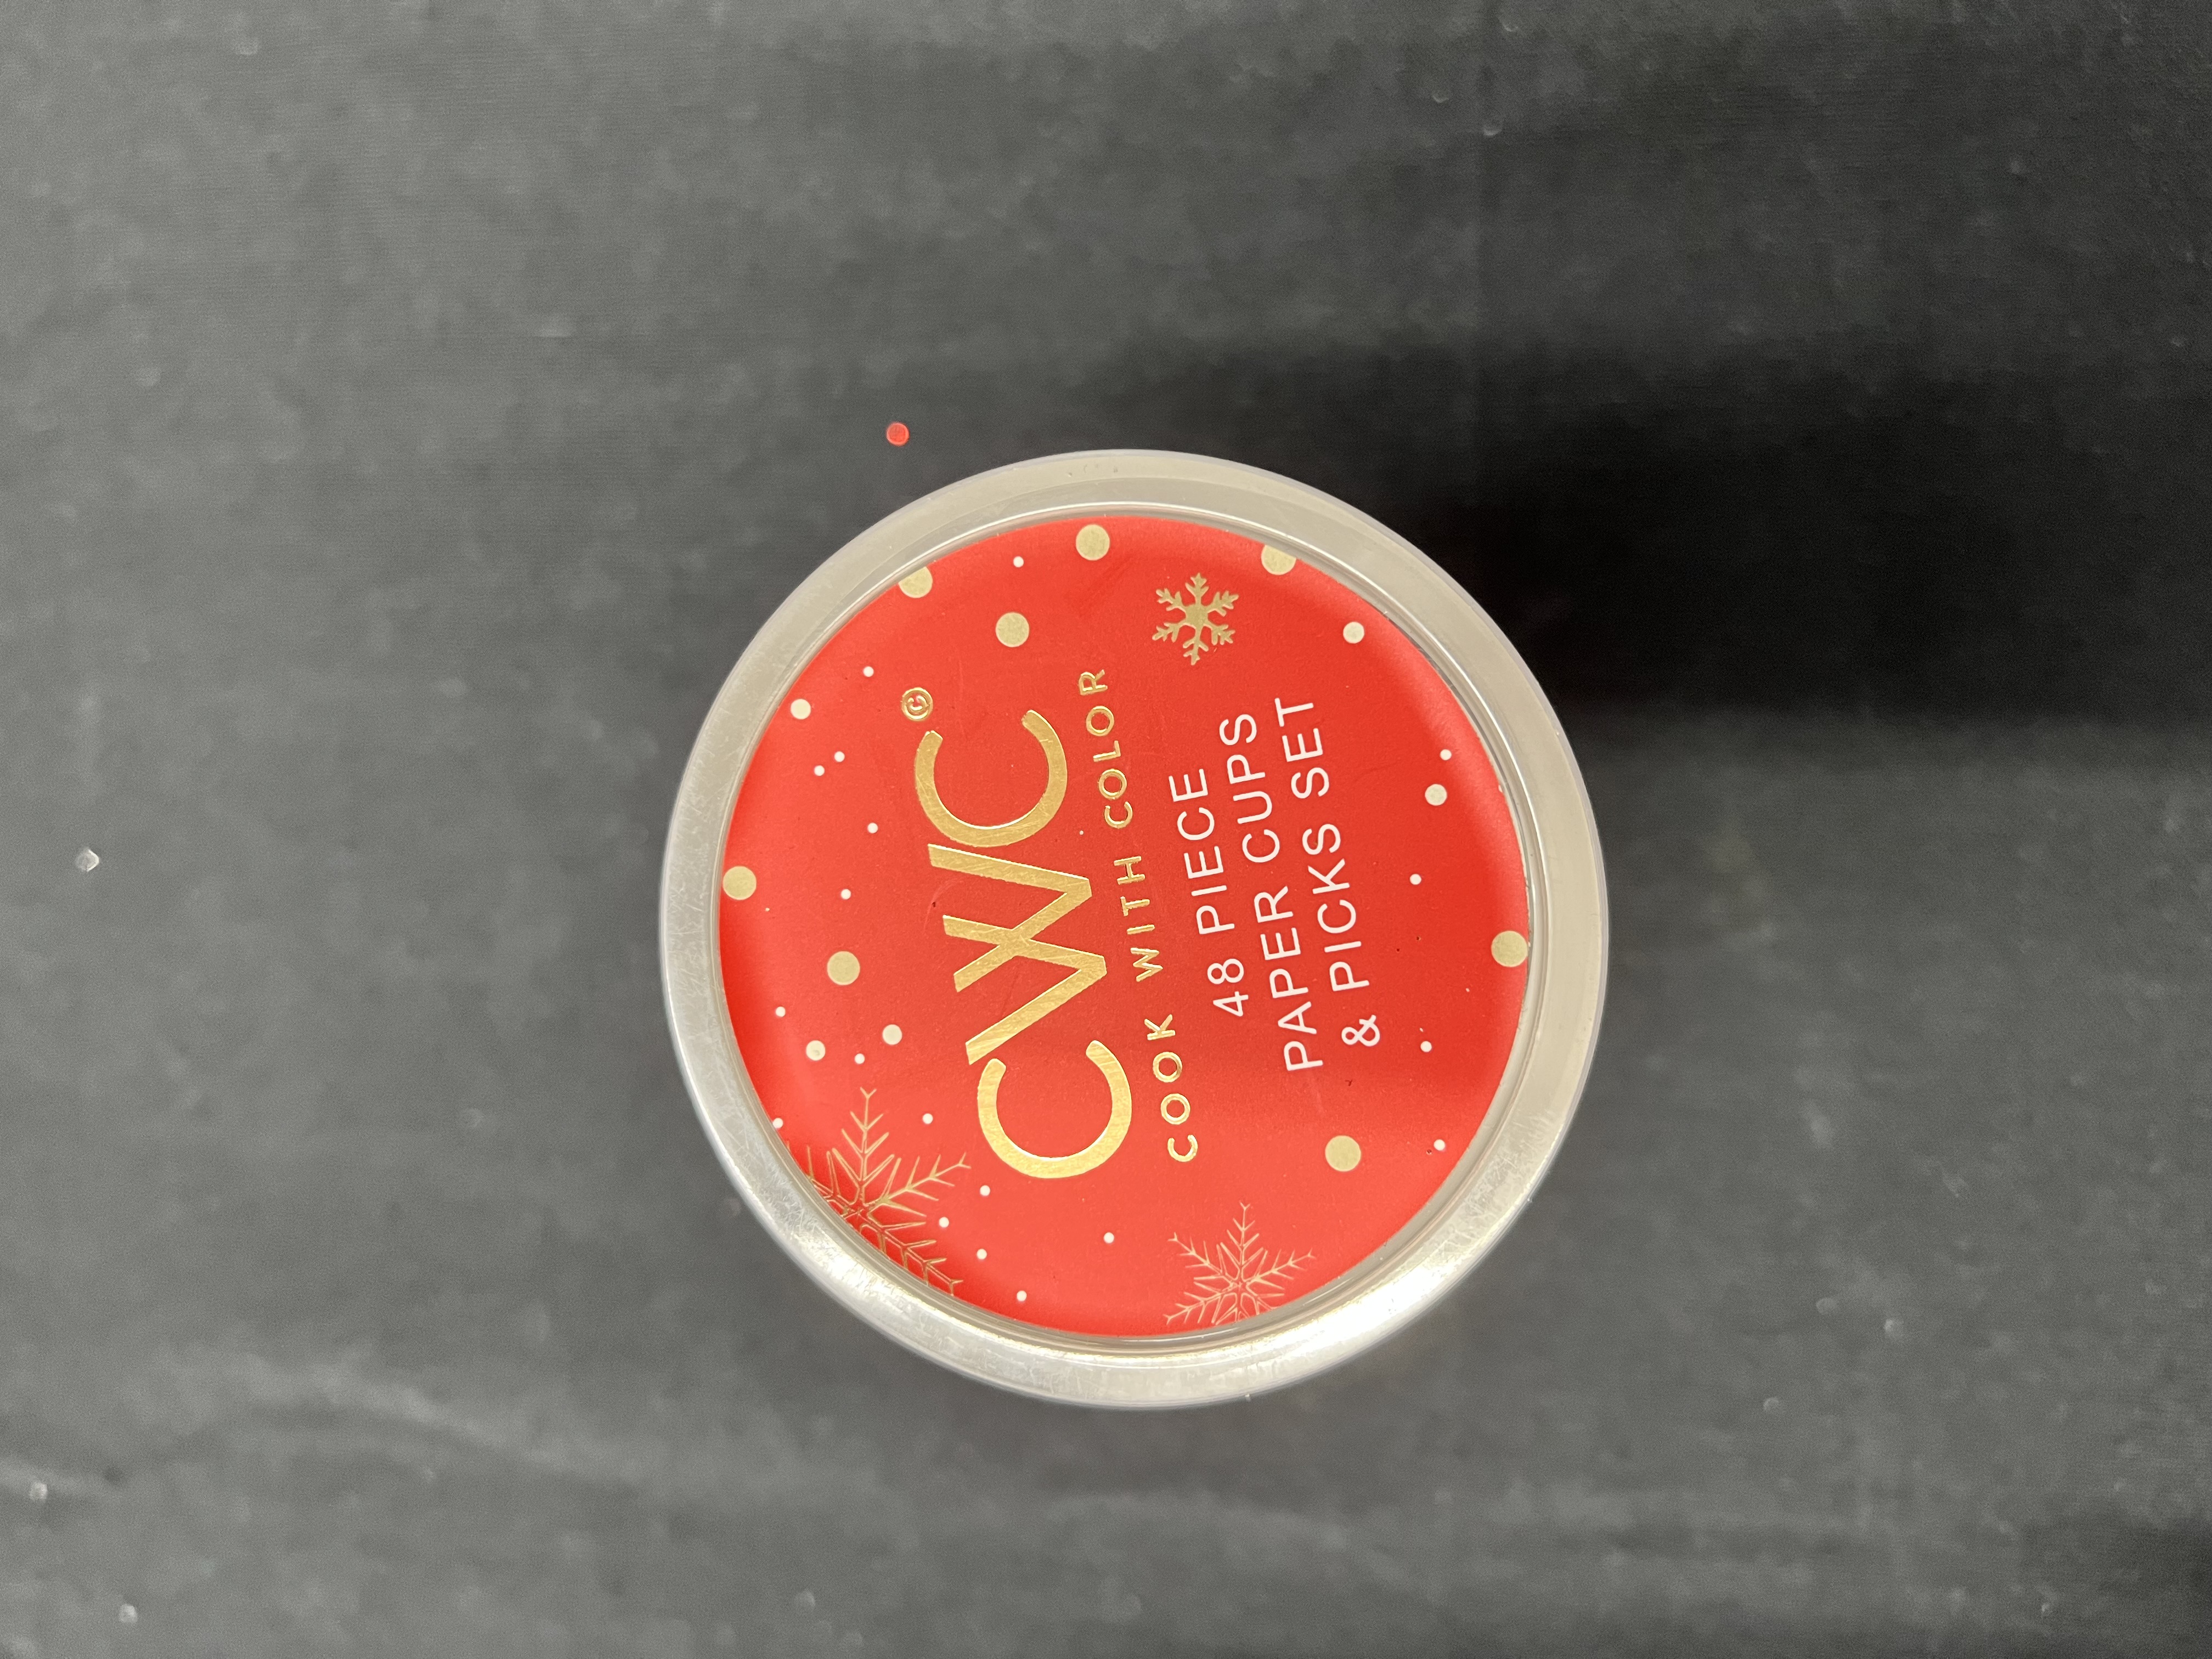 CWC©
COOK WITH COLOR
48 PIECE
PAPER CUPS
& PICKS SET